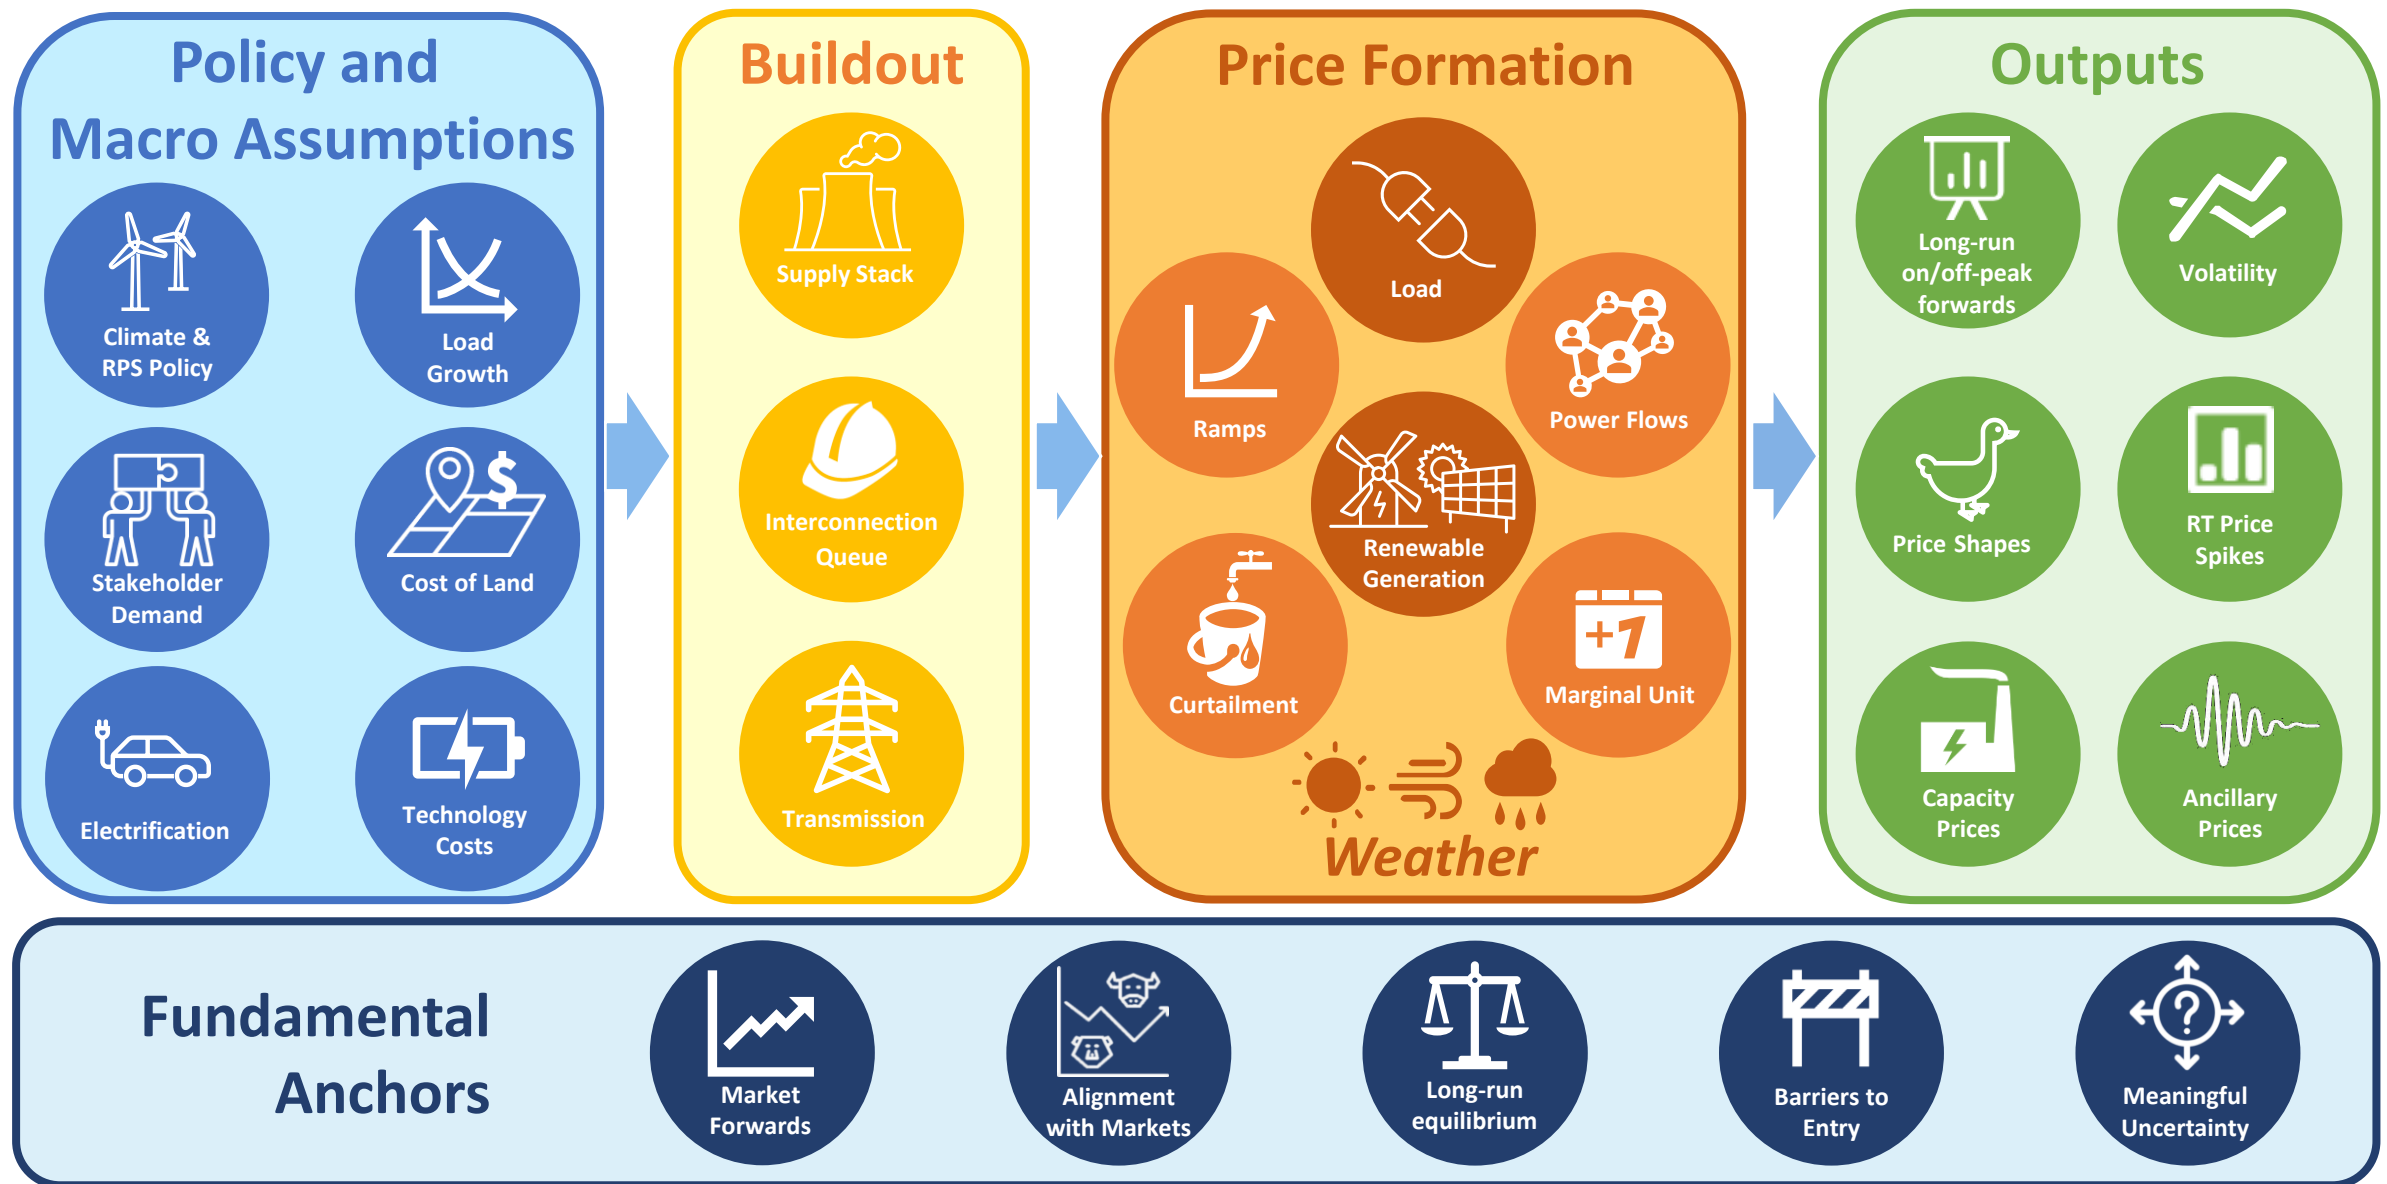 Policy and
Macro Assumptions
Climate &
RPS Policy
Load
Growth
Stakeholder
Demand
$
Cost of Land
Electrification
Technology
Costs
Buildout
Supply Stack
Interconnection
Queue
Transmission
Price Formation
Load
Ramps
Power Flows
Renewable
Generation
Curtailment
+1
Marginal Unit
Weather
Outputs
Long-run
on/off-peak
forwards
Volatility
Price Shapes
RT Price
Spikes
Capacity
Prices
Ancillary
Prices
Fundamental
Anchors
Market
Forwards
Alignment
with Markets
Long-run
equilibrium
Barriers to
Entry
?
Meaningful
Uncertainty